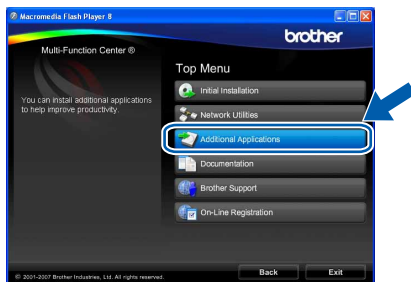 Macromedia Flash Player 8
brother
Multi-Function Center ®
Top Menu
You can install additional applications
to help improve productivity.
Initial Installation
Network Utilities
Additional Applications
Documentation
Brother Support
On-Line Registration
© 2001-2007 Brother Industries, Ltd. All rights reserved.
Back
Exit